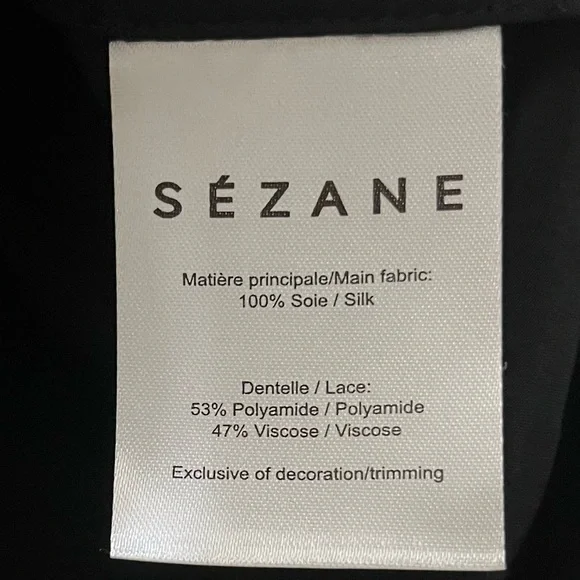 SÉZANE
Matière principale/Main fabric:
100% Soie / Silk
Dentelle / Lace:
53% Polyamide / Polyamide
47% Viscose / Viscose
Exclusive of decoration/trimming